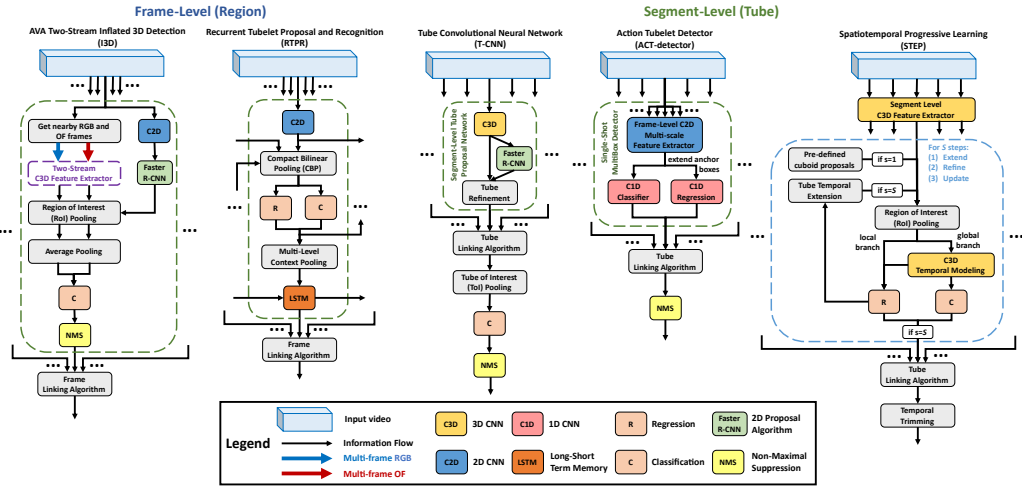 Frame-Level (Region)
Segment-Level (Tube)
AVA Two-Stream Inflated 3D Detection
(I3D)
Get nearby RGB and
OF frames
C2D
Two-Stream
C3D Feature Extractor
Faster
R-CNN
Region of Interest
(RoI) Pooling
...
...
Average Pooling
C
NMS
...
...
Frame
Linking Algorithm
Recurrent Tubelet Proposal and Recognition
(RTPR)
C2D
...
...
Compact Bilinear
Pooling (CBP)
R
C
...
...
Multi-Level
Context Pooling
LSTM
...
...
Frame
Linking Algorithm
Tube Convolutional Neural Network
(T-CNN)
Segment-Level Tube
Proposal Network
C3D
Faster
R-CNN
Tube
Refinement
...
...
...
...
Tube
Linking Algorithm
Tube of Interest
(ToI) Pooling
C
NMS
Action Tubelet Detector
(ACT-detector)
Single-Shot
MultiBox Detector
Frame-Level C2D
Multi-scale
Feature Extractor
extend anchor
boxes
C1D
Classifier
C1D
Regression
...
...
...
...
Tube
Linking Algorithm
NMS
Spatiotemporal Progressive Learning
(STEP)
Segment Level
C3D Feature Extractor
For S steps:
(1) Extend
(2) Refine
(3) Update
Pre-defined
cuboid proposals
if s=1
Tube Temporal
Extension
if s=S
Region of Interest
(RoI) Pooling
...
...
local
branch
global
branch
C3D
Temporal Modeling
R
C
if s=S
...
...
Tube
Linking Algorithm
Temporal
Trimming
Legend
Input video
Information Flow
Multi-frame RGB
Multi-frame OF
C3D
3D CNN
C2D
2D CNN
C1D
1D CNN
LSTM
Long-Short
Term Memory
R
Regression
C
Classification
Faster
R-CNN
2D Proposal
Algorithm
NMS
Non-Maximal
Suppression